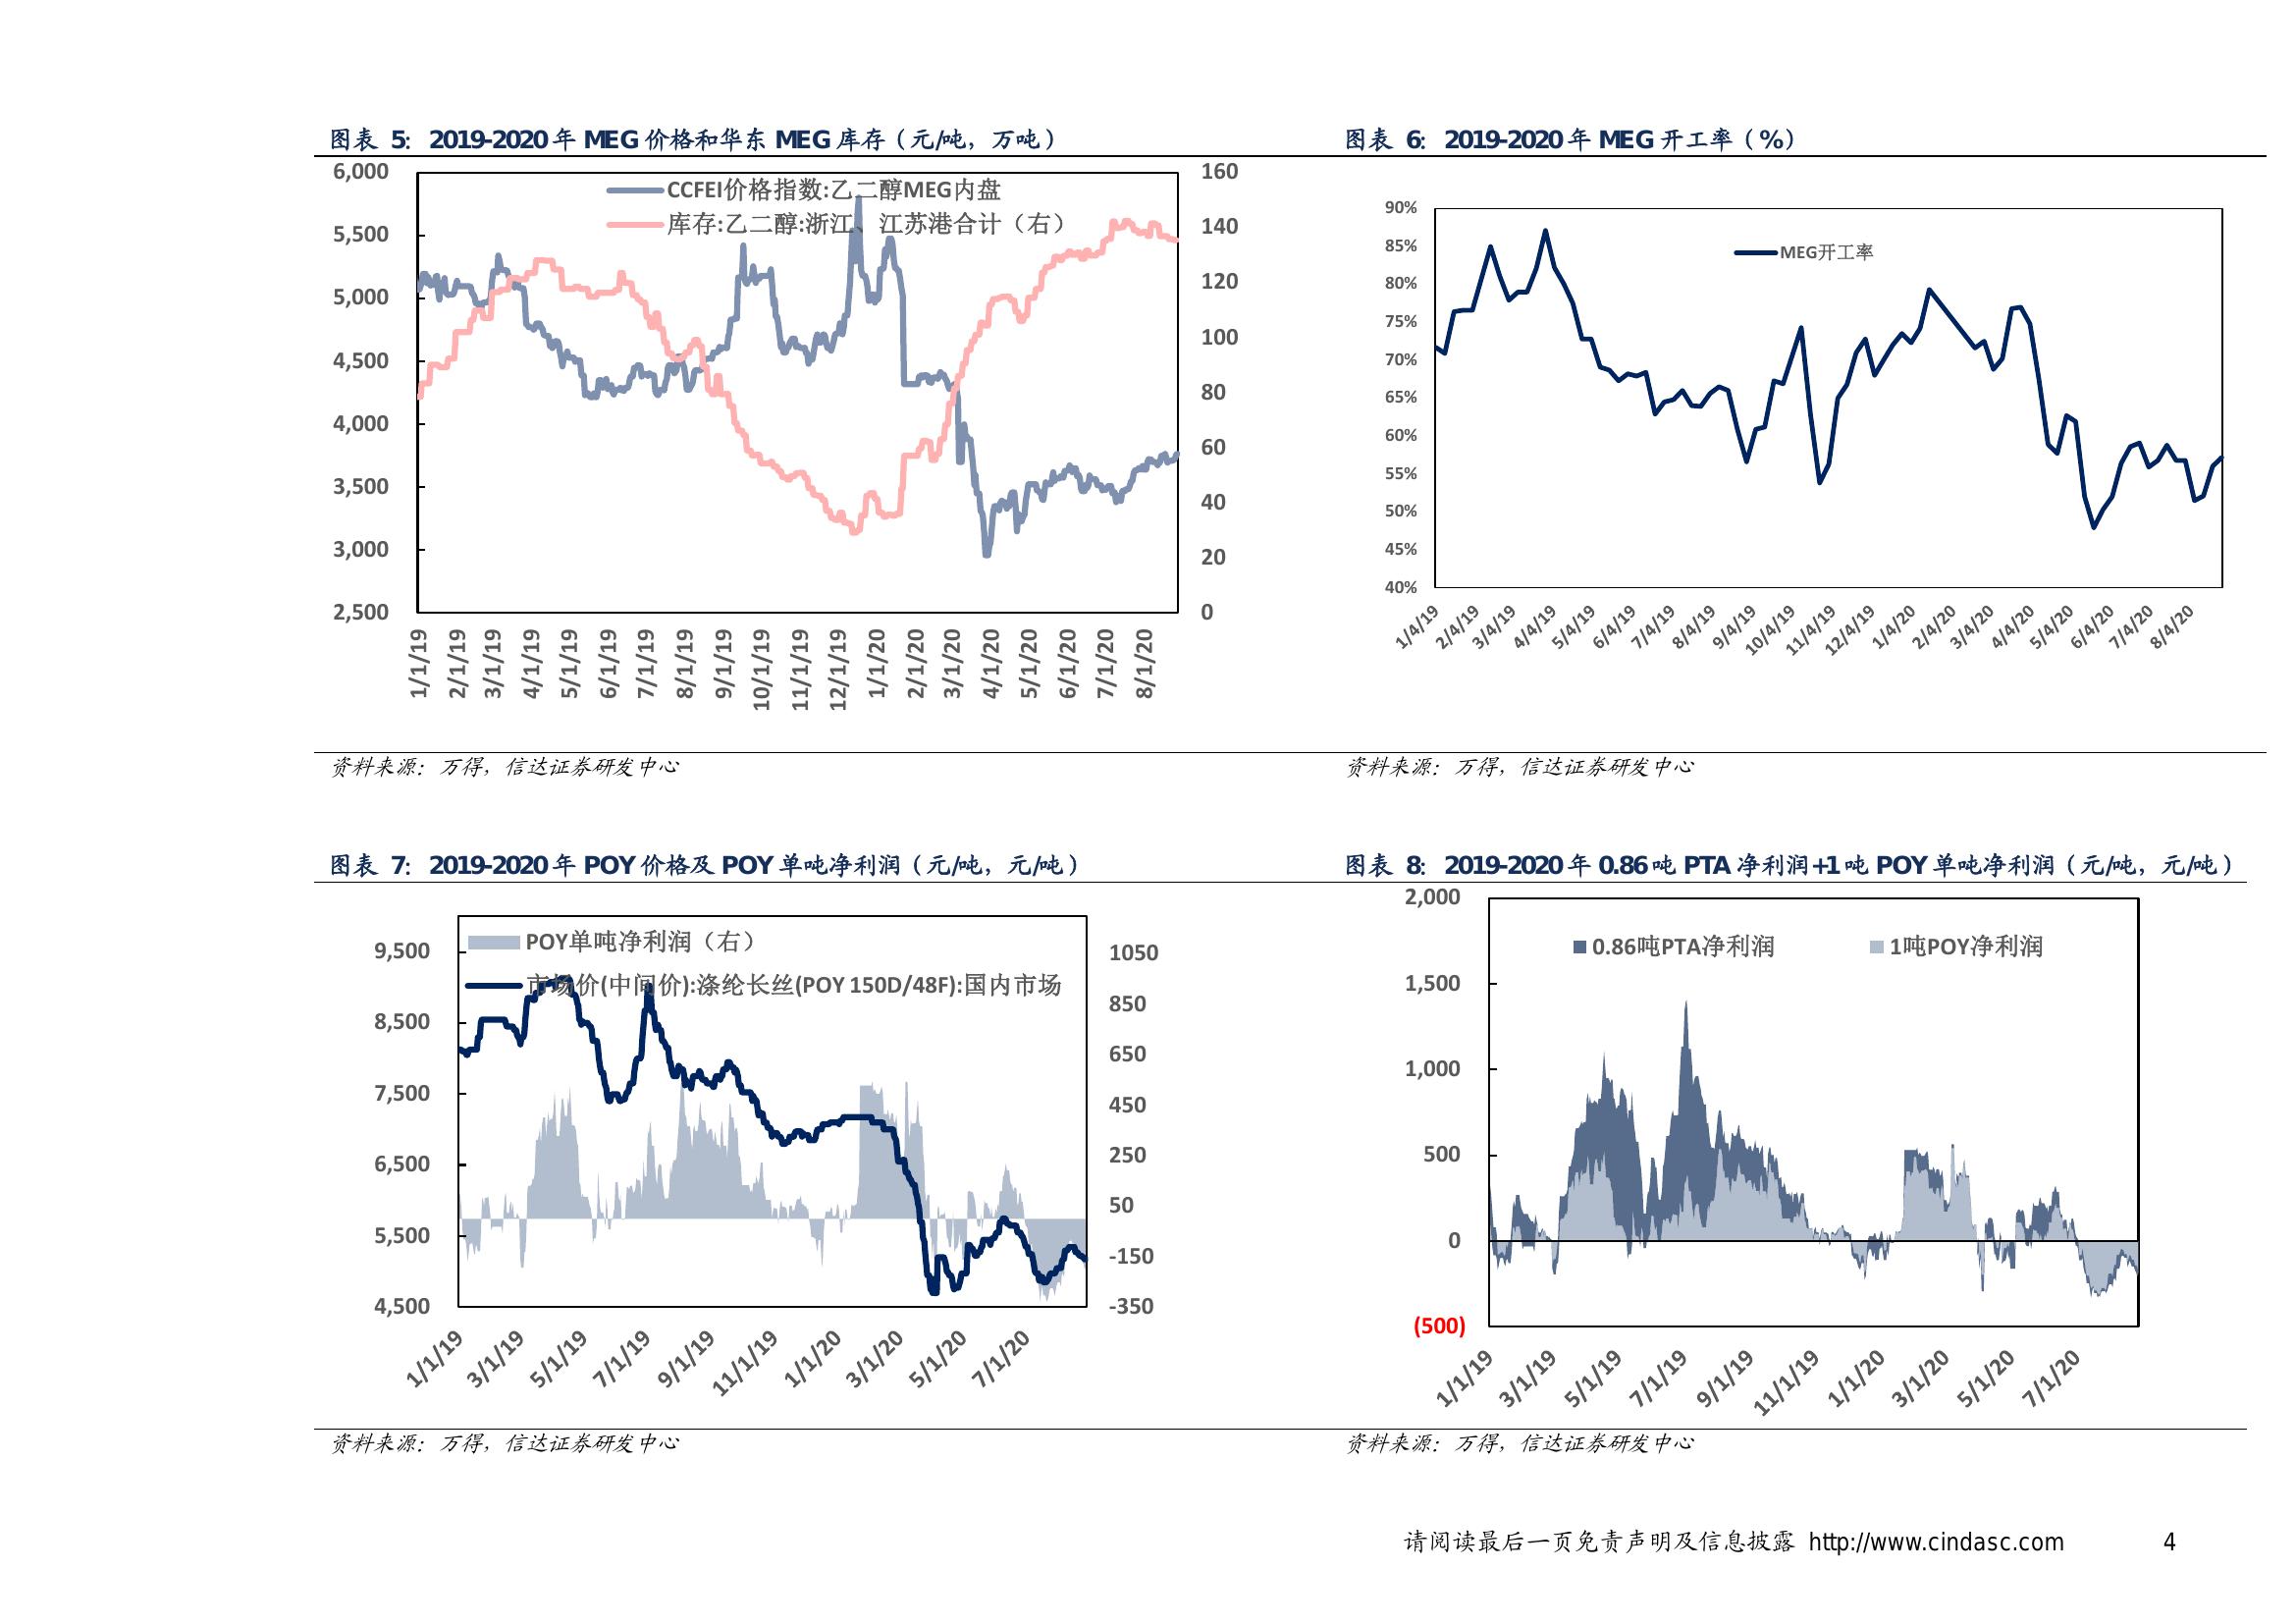 图表 5：2019-2020 年 MEG 价格和华东 MEG 库存（元/吨，万吨）
6,000
5,500
5,000
4,500
4,000
3,500
3,000
2,500
CCFEI价格指数:乙二醇MEG内盘
库存:乙二醇:浙江、江苏港合计（右）
160
140
120
100
80
60
40
20
0
1/1/19 2/1/19 3/1/19 4/1/19 5/1/19 6/1/19 7/1/19 8/1/19 9/1/19 10/1/19 11/1/19 12/1/19 1/1/20 2/1/20 3/1/20 4/1/20 5/1/20 6/1/20 7/1/20 8/1/20
资料来源：万得，信达证券研发中心
图表 6：2019-2020 年 MEG 开工率（%）
90%
85%
80%
75%
70%
65%
60%
55%
50%
45%
40%
MEG开工率
1/4/19 2/4/19 3/4/19 4/4/19 5/4/19 6/4/19 7/4/19 8/4/19 9/4/19 10/4/19 11/4/19 12/4/19 1/4/20 2/4/20 3/4/20 4/4/20 5/4/20 6/4/20 7/4/20 8/4/20
资料来源：万得，信达证券研发中心
图表 7：2019-2020 年 POY 价格及 POY 单吨净利润（元/吨，元/吨）
9,500
8,500
7,500
6,500
5,500
4,500
POY单吨净利润（右）
市场价(中间价):涤纶长丝(POY 150D/48F):国内市场
1050
850
650
450
250
50
-150
-350
1/1/19 3/1/19 5/1/19 7/1/19 9/1/19 11/1/19 1/1/20 3/1/20 5/1/20 7/1/20
资料来源：万得，信达证券研发中心
图表 8：2019-2020 年 0.86 吨 PTA 净利润+1 吨 POY 单吨净利润（元/吨，元/吨）
2,000
1,500
1,000
500
0
(500)
0.86吨PTA净利润 1吨POY净利润
1/1/19 3/1/19 5/1/19 7/1/19 9/1/19 11/1/19 1/1/20 3/1/20 5/1/20 7/1/20
资料来源：万得，信达证券研发中心
请阅读最后一页免责声明及信息披露 http://www.cindasc.com 4